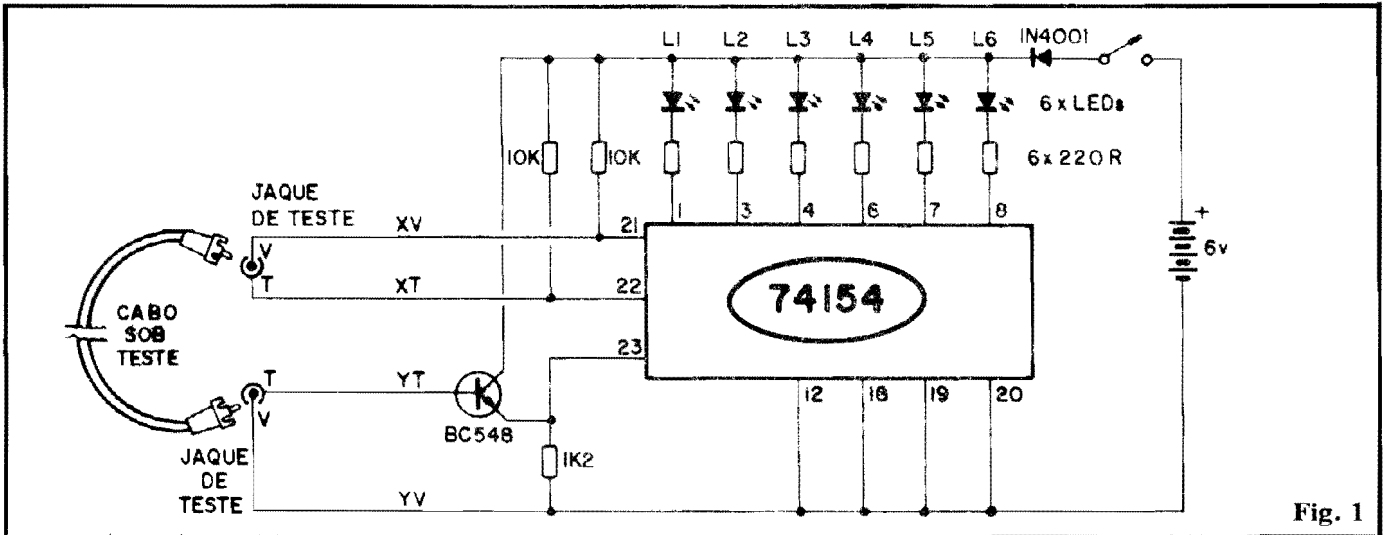 L1 L2 L3 L4 L5 L6 IN4001
6 x LEDs
10K 10K 6 x 220 R
JAQUE
DE TESTE
XV 21 1 3 4 6 7 8
V
T
XT 22
74154
+
6v
CABO
SOB
TESTE
23
T
V
YT
12 18 19 20
BC548
1K2
JAQUE
DE
TESTE
YV
Fig. 1